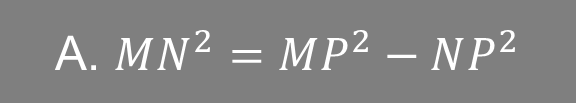 A. MN² = MP² − NP²